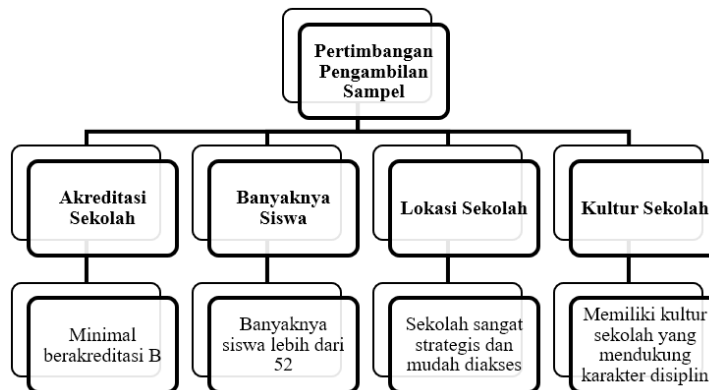 Pertimbangan
Pengambilan
Sampel
Akreditasi
Sekolah
Banyaknya
Siswa
Lokasi Sekolah
Kultur Sekolah
Minimal
berakreditasi B
Banyaknya
siswa lebih dari
52
Sekolah sangat
strategis dan
mudah diakses
Memiliki kultur
sekolah yang
mendukung
karakter disiplin